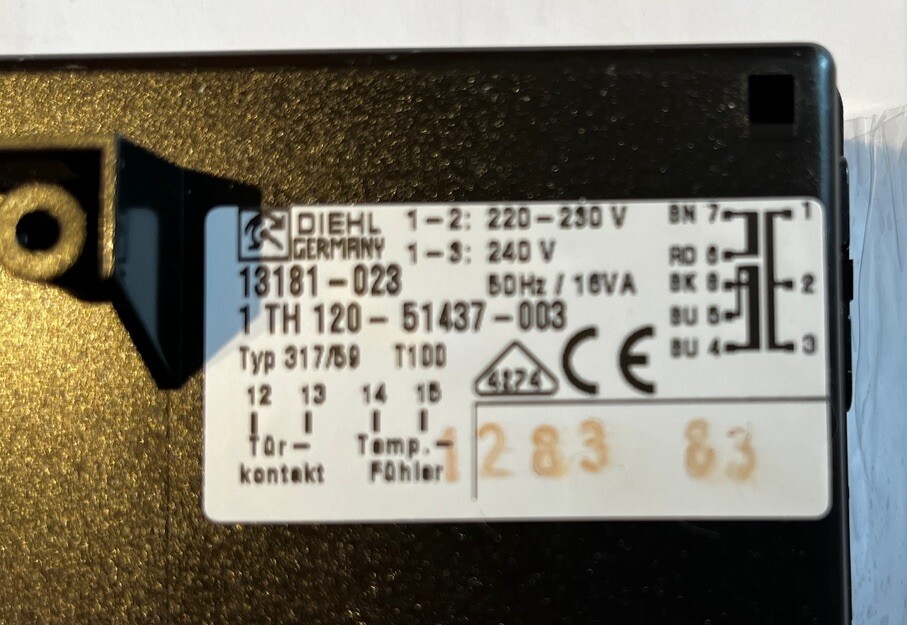 DIEHL
GERMANY
1-2: 220-230 V
1-3: 240 V
13181-023
50Hz / 16VA
1 TH 120-51437-003
Typ 317/59 T100
4174
CE
BN 7 1
RD 6
BK 8 2
BU 5
BU 4 3
12 13 14 15
Tür-
kontakt
Temp.-
Fühler
1283 83